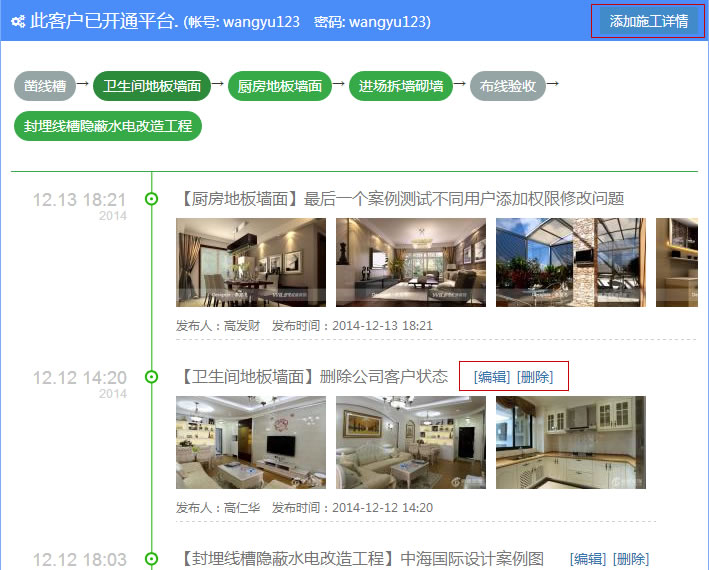 此客户已开通平台. (帐号: wangyu123 密码: wangyu123) 添加施工详情
凿线槽→ 卫生间地板墙面→ 厨房地板墙面→ 进场拆墙砌墙→ 布线验收→
封埋线槽隐蔽水电改造工程
12.13 18:21 【厨房地板墙面】最后一个案例测试不同用户添加权限修改问题
2014
发布人：高发财 发布时间：2014-12-13 18:21
12.12 14:20 【卫生间地板墙面】删除公司客户状态 [编辑] [删除]
2014
发布人：高仁华 发布时间：2014-12-12 14:20
12.12 18:03 【封埋线槽隐蔽水电改造工程】中海国际设计案例图 [编辑] [删除]